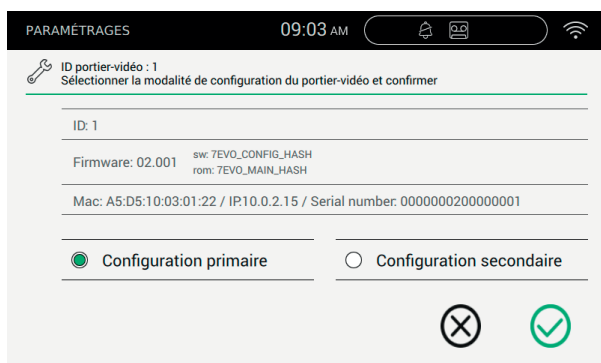 PARAMÉTRAGES 09:03 AM
ID portier-vidéo : 1
Sélectionner la modalité de configuration du portier-vidéo et confirmer
ID: 1
Firmware: 02.001 sw: 7EVO_CONFIG_HASH
rom: 7EVO_MAIN_HASH
Mac: A5:D5:10:03:01:22 / IP.10.0.2.15 / Serial number: 0000000200000001
Configuration primaire Configuration secondaire